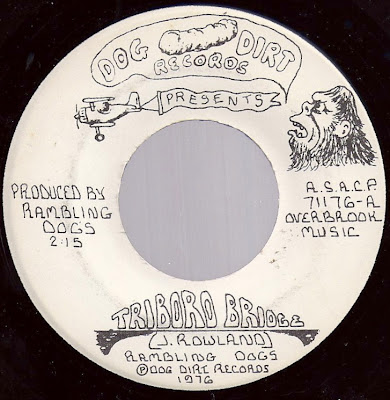 DOG DIRT
RECORDS
PRESENTS
PRODUCED BY
RAMBLING
DOGS
2:15
A.S.A.C.P.
71176-A
OVERBROOK
MUSIC
TRIBORO BRIDGE
(J. ROWLAND)
RAMBLING DOGS
Ⓟ DOG DIRT RECORDS
1976